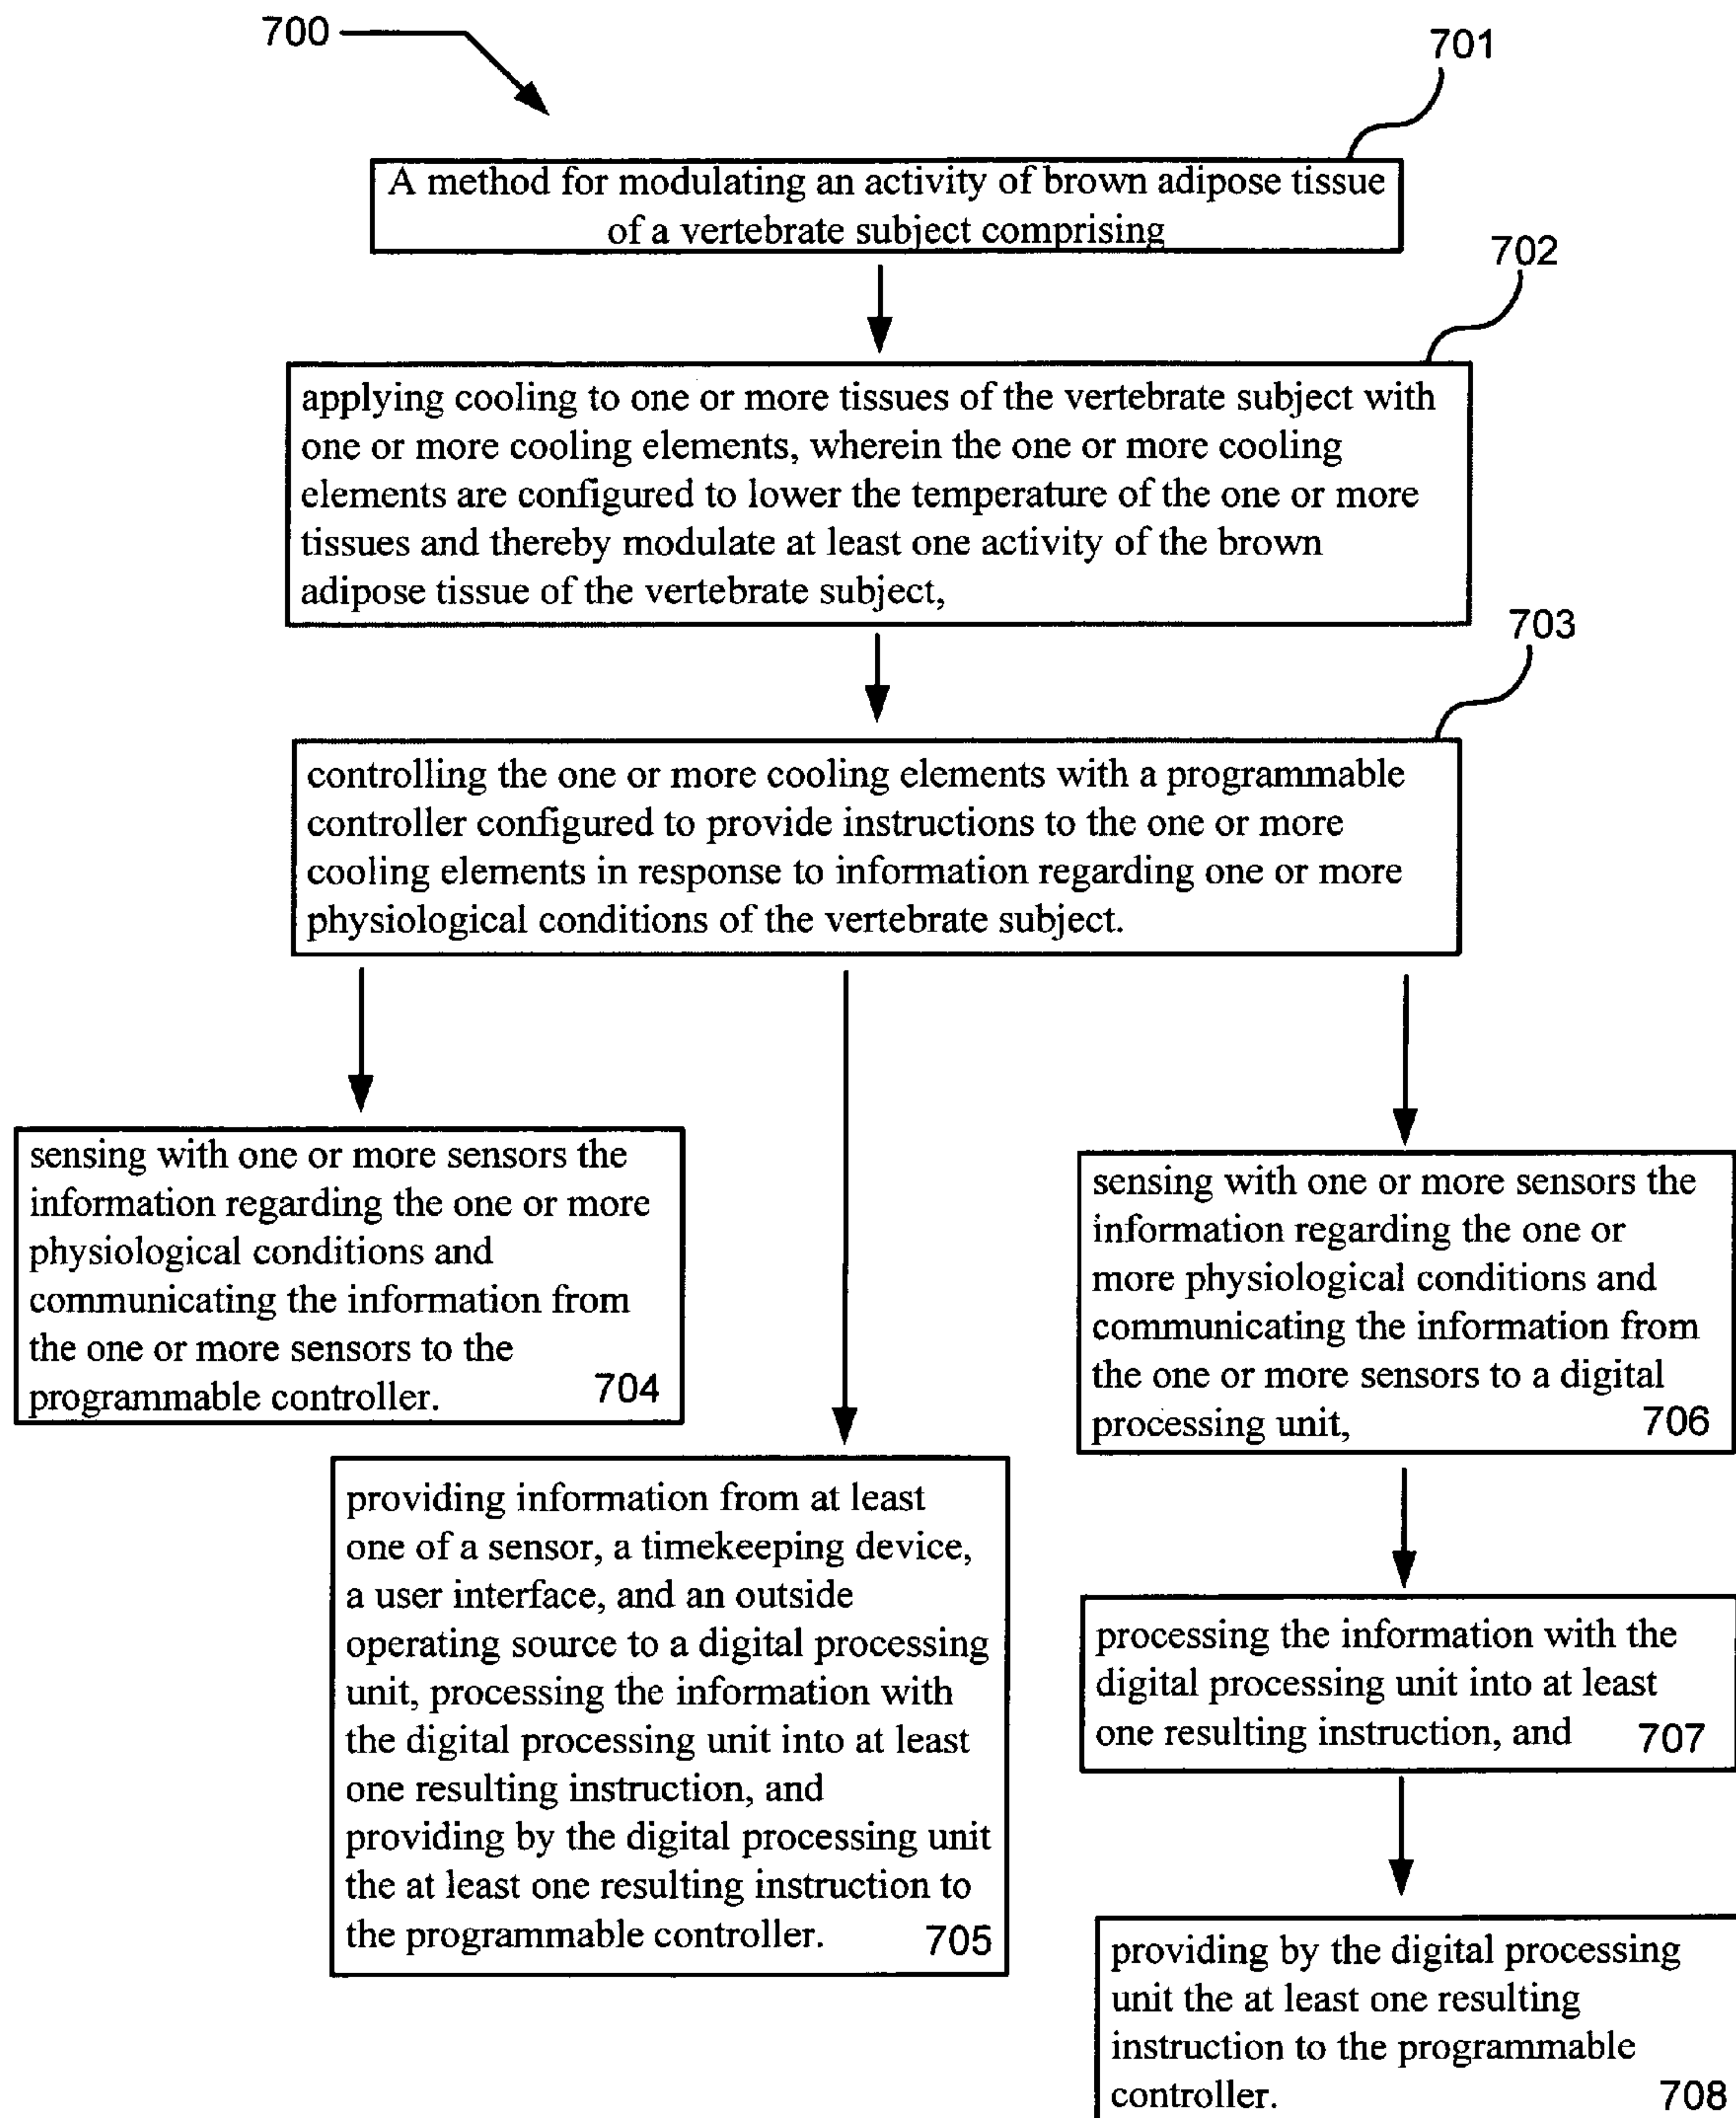 700
701
A method for modulating an activity of brown adipose tissue
of a vertebrate subject comprising
702
applying cooling to one or more tissues of the vertebrate subject with
one or more cooling elements, wherein the one or more cooling
elements are configured to lower the temperature of the one or more
tissues and thereby modulate at least one activity of the brown
adipose tissue of the vertebrate subject,
703
controlling the one or more cooling elements with a programmable
controller configured to provide instructions to the one or more
cooling elements in response to information regarding one or more
physiological conditions of the vertebrate subject.
sensing with one or more sensors the
information regarding the one or more
physiological conditions and
communicating the information from
the one or more sensors to the
programmable controller. 704
providing information from at least
one of a sensor, a timekeeping device,
a user interface, and an outside
operating source to a digital processing
unit, processing the information with
the digital processing unit into at least
one resulting instruction, and
providing by the digital processing unit
the at least one resulting instruction to
the programmable controller. 705
sensing with one or more sensors the
information regarding the one or
more physiological conditions and
communicating the information from
the one or more sensors to a digital
processing unit, 706
processing the information with the
digital processing unit into at least
one resulting instruction, and 707
providing by the digital processing
unit the at least one resulting
instruction to the programmable
controller. 708